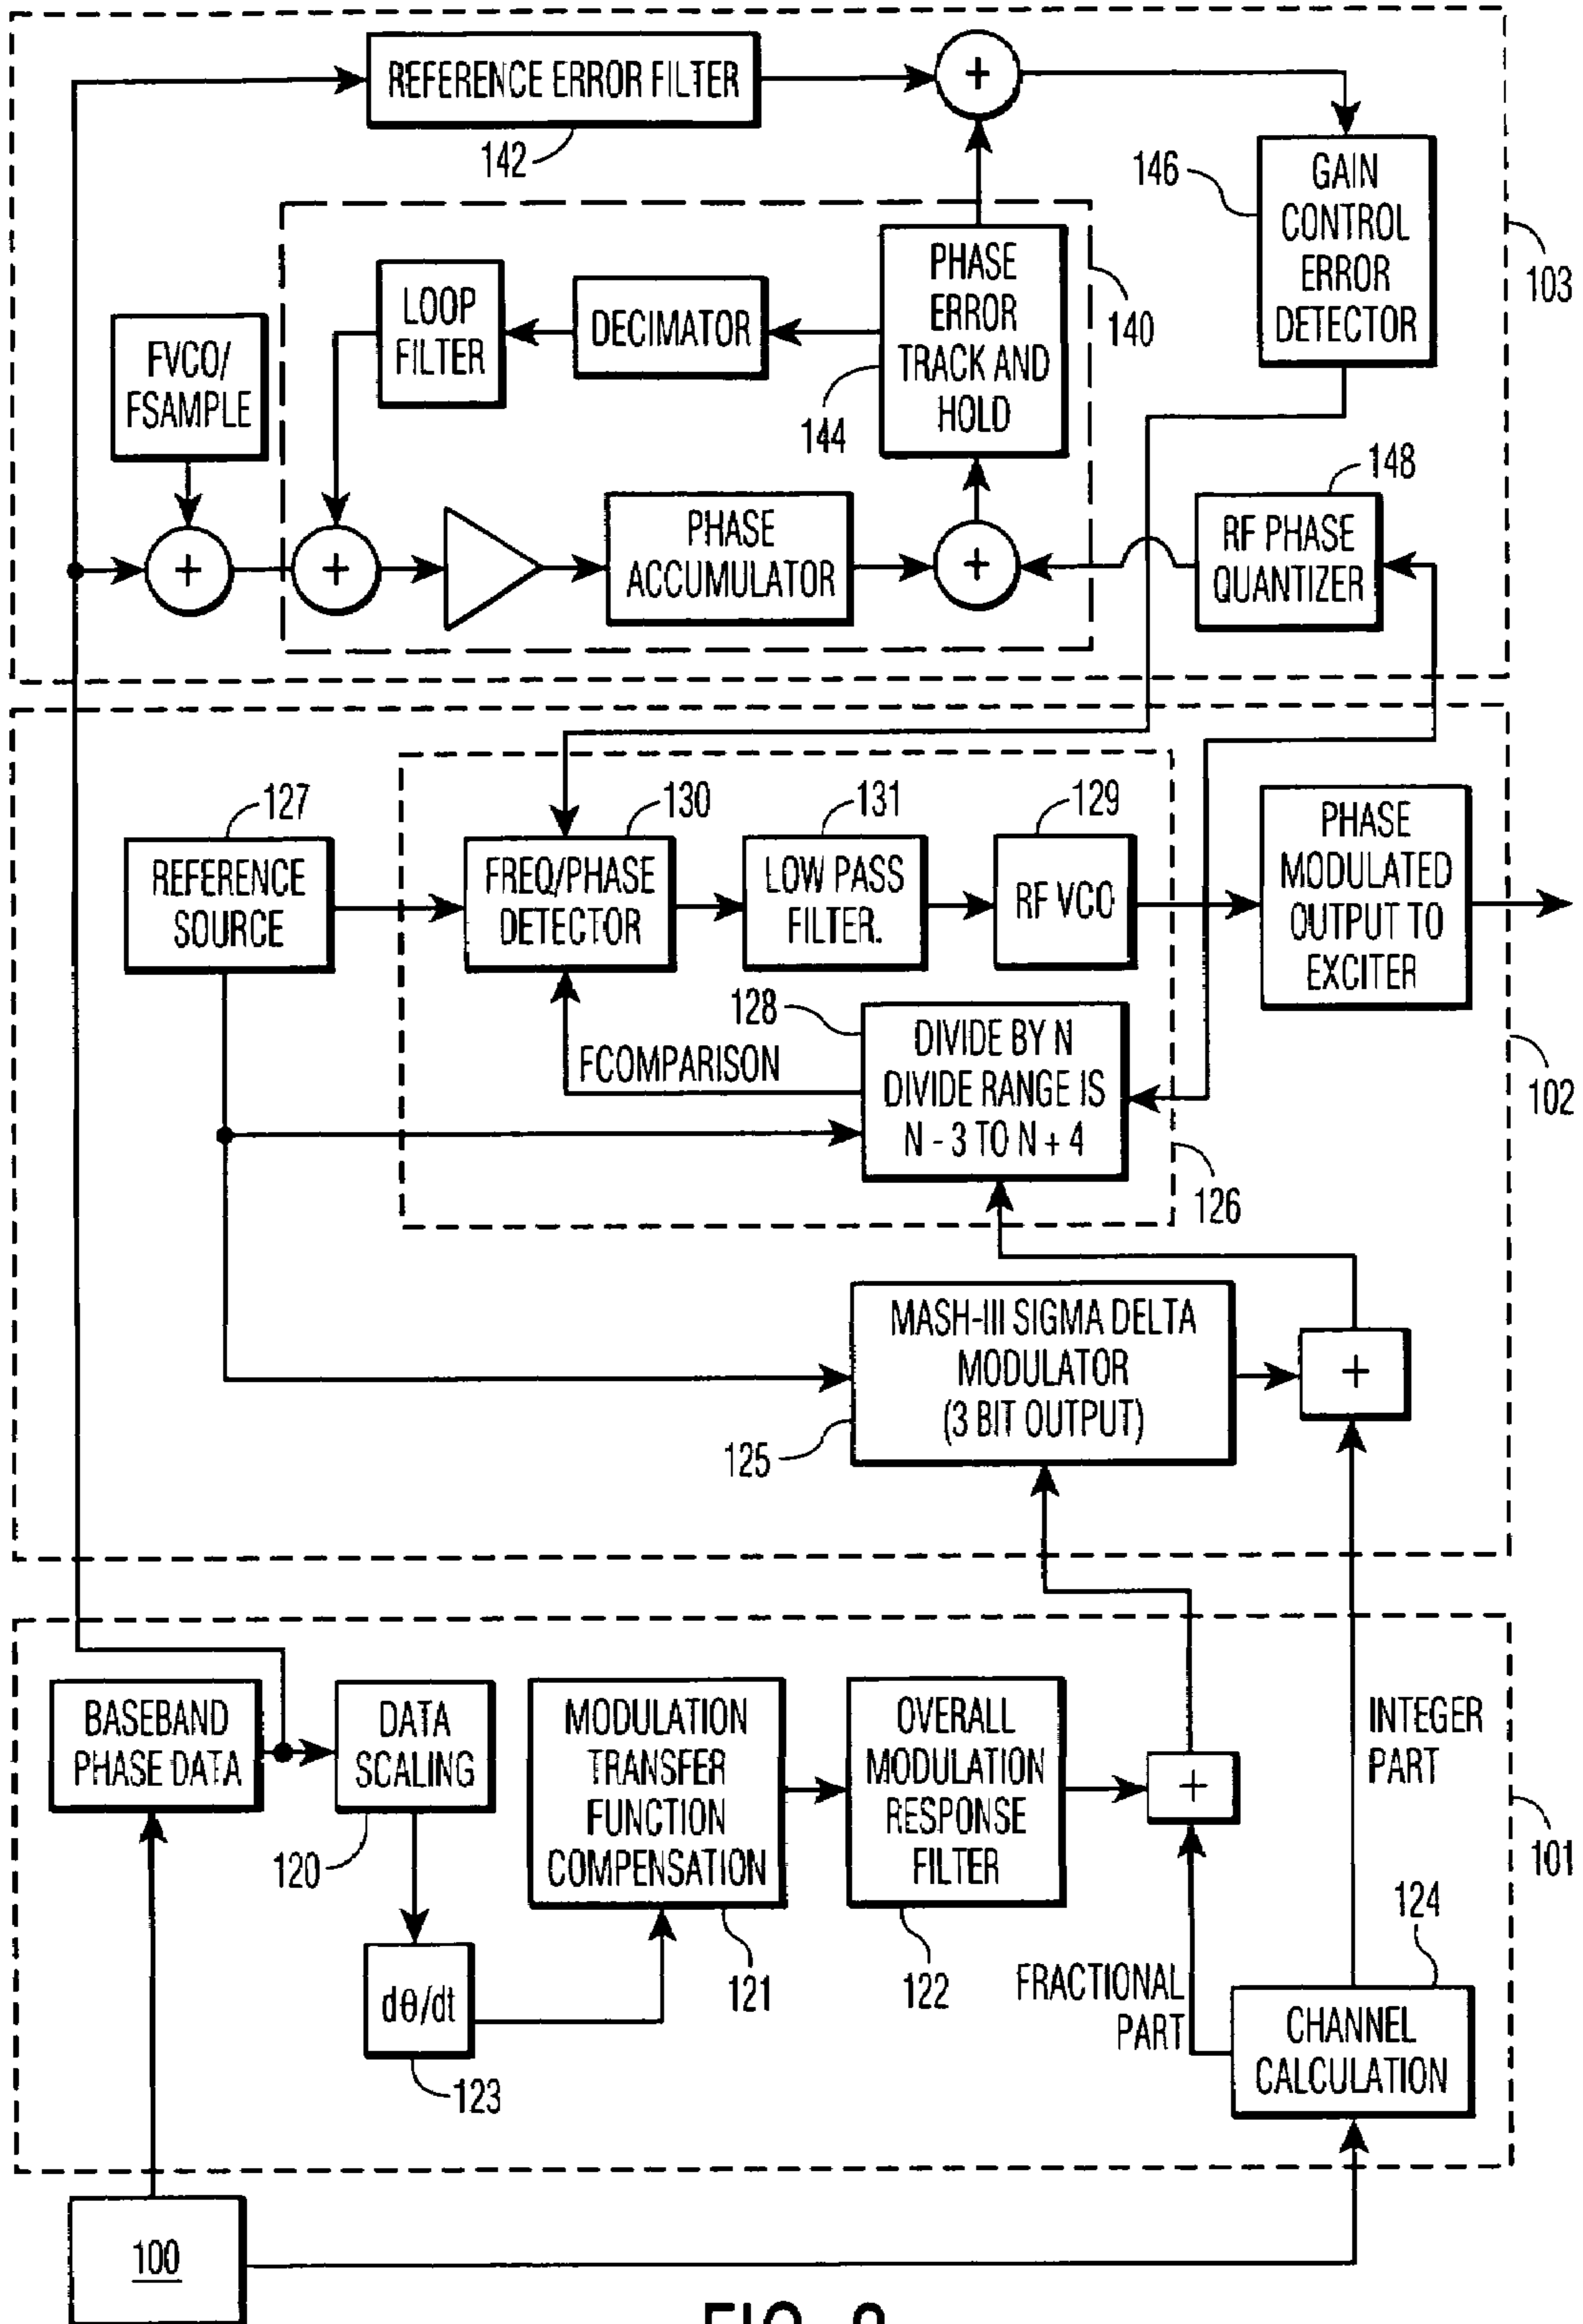 REFERENCE ERROR FILTER
142
146
GAIN
CONTROL
ERROR
DETECTOR
103
PHASE
ERROR
TRACK AND
HOLD
140
144
LOOP
FILTER
DECIMATOR
FVCO/
FSAMPLE
+
+
+
+
PHASE
ACCUMULATOR
148
RF PHASE
QUANTIZER
127
REFERENCE
SOURCE
130
FREQ/PHASE
DETECTOR
131
LOW PASS
FILTER.
129
RF VCO
PHASE
MODULATED
OUTPUT TO
EXCITER
128
FCOMPARISON
DIVIDE BY N
DIVIDE RANGE IS
N - 3 TO N + 4
102
126
MASH-III SIGMA DELTA
MODULATOR
(3 BIT OUTPUT)
125
+
BASEBAND
PHASE DATA
DATA
SCALING
120
MODULATION
TRANSFER
FUNCTION
COMPENSATION
121
OVERALL
MODULATION
RESPONSE
FILTER
122
+
INTEGER
PART
101
dθ/dt
123
FRACTIONAL
PART
124
CHANNEL
CALCULATION
100